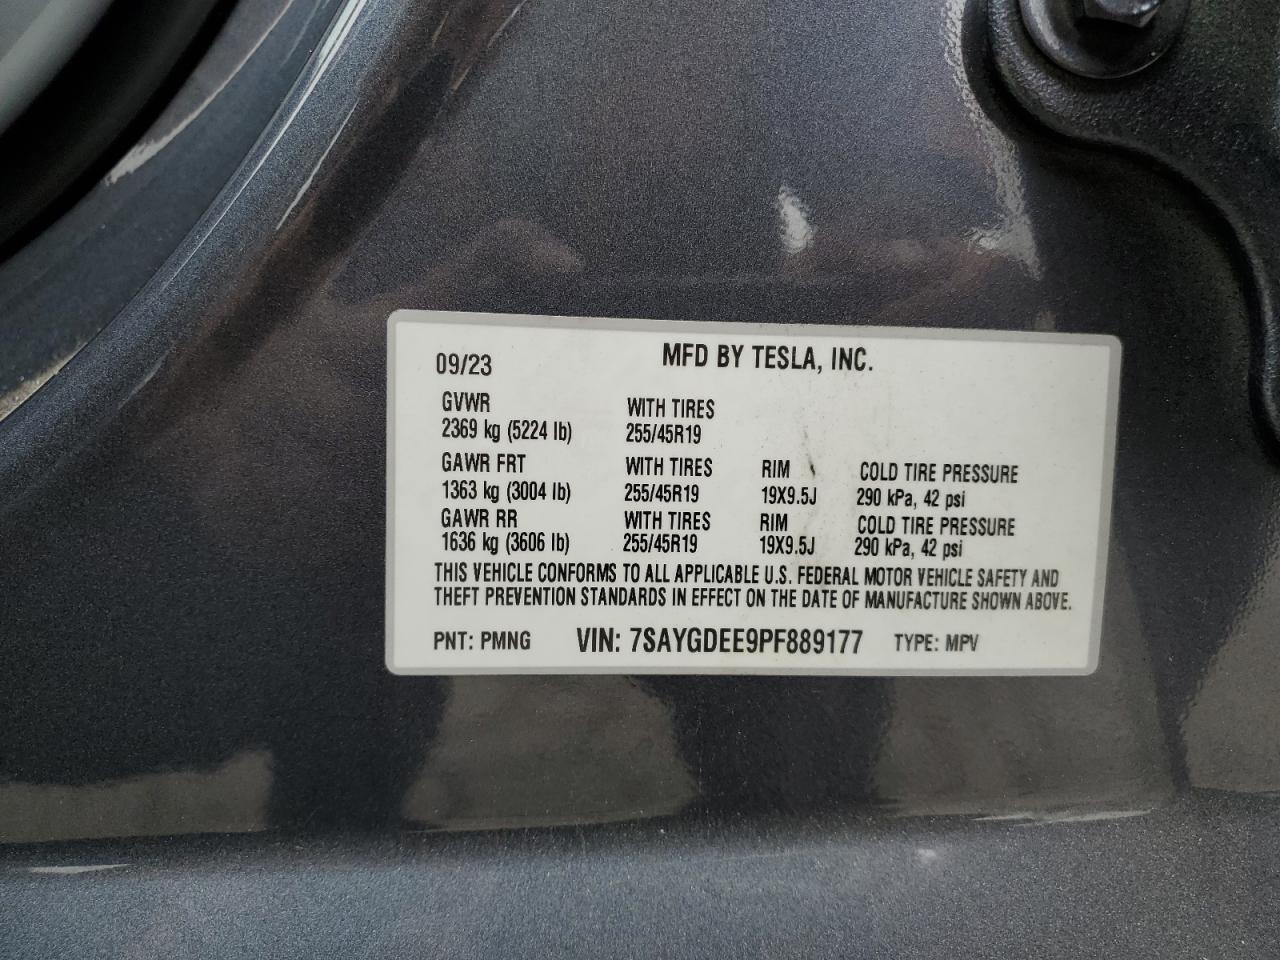 09/23 MFD BY TESLA, INC.
GVWR WITH TIRES
2369 kg (5224 lb) 255/45R19
GAWR FRT WITH TIRES RIM COLD TIRE PRESSURE
1363 kg (3004 lb) 255/45R19 19X9.5J 290 kPa, 42 psi
GAWR RR WITH TIRES RIM COLD TIRE PRESSURE
1636 kg (3606 lb) 255/45R19 19X9.5J 290 kPa, 42 psi
THIS VEHICLE CONFORMS TO ALL APPLICABLE U.S. FEDERAL MOTOR VEHICLE SAFETY AND
THEFT PREVENTION STANDARDS IN EFFECT ON THE DATE OF MANUFACTURE SHOWN ABOVE.
PNT: PMNG VIN: 7SAYGDEE9PF889177 TYPE: MPV